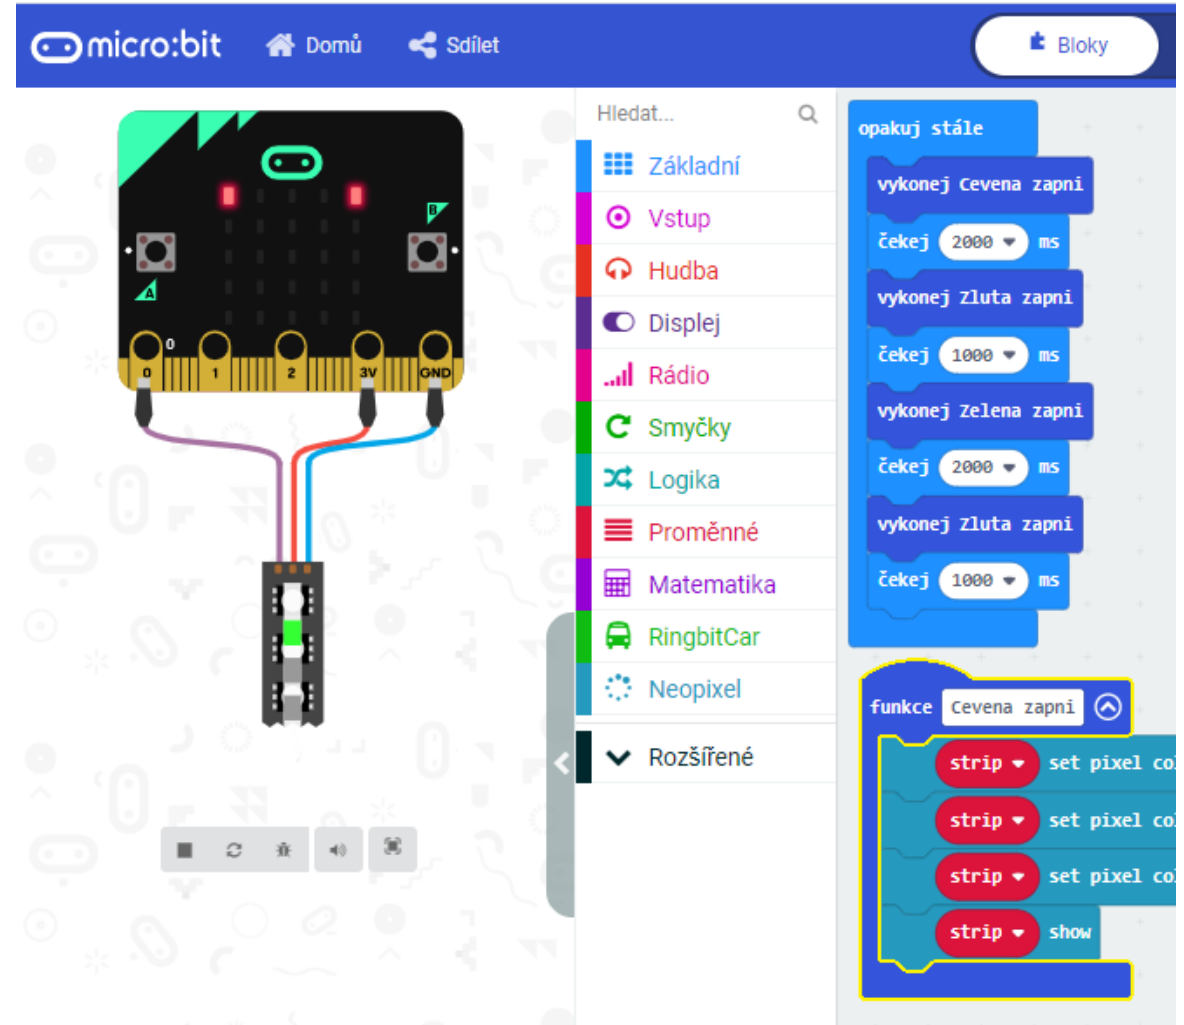 micro:bit Domů Sdílet Bloky
B
A
0
0 1 2 3V GND
Hledat...
Základní
Vstup
Hudba
Displej
Rádio
Smyčky
Logika
Proměnné
Matematika
RingbitCar
Neopixel
Rozšířené
opakuj stále
vykonej Cevena zapni
čekej 2000 ms
vykonej Zluta zapni
čekej 1000 ms
vykonej Zelena zapni
čekej 2000 ms
vykonej Zluta zapni
čekej 1000 ms
funkce Cevena zapni
strip set pixel col
strip set pixel col
strip set pixel col
strip show